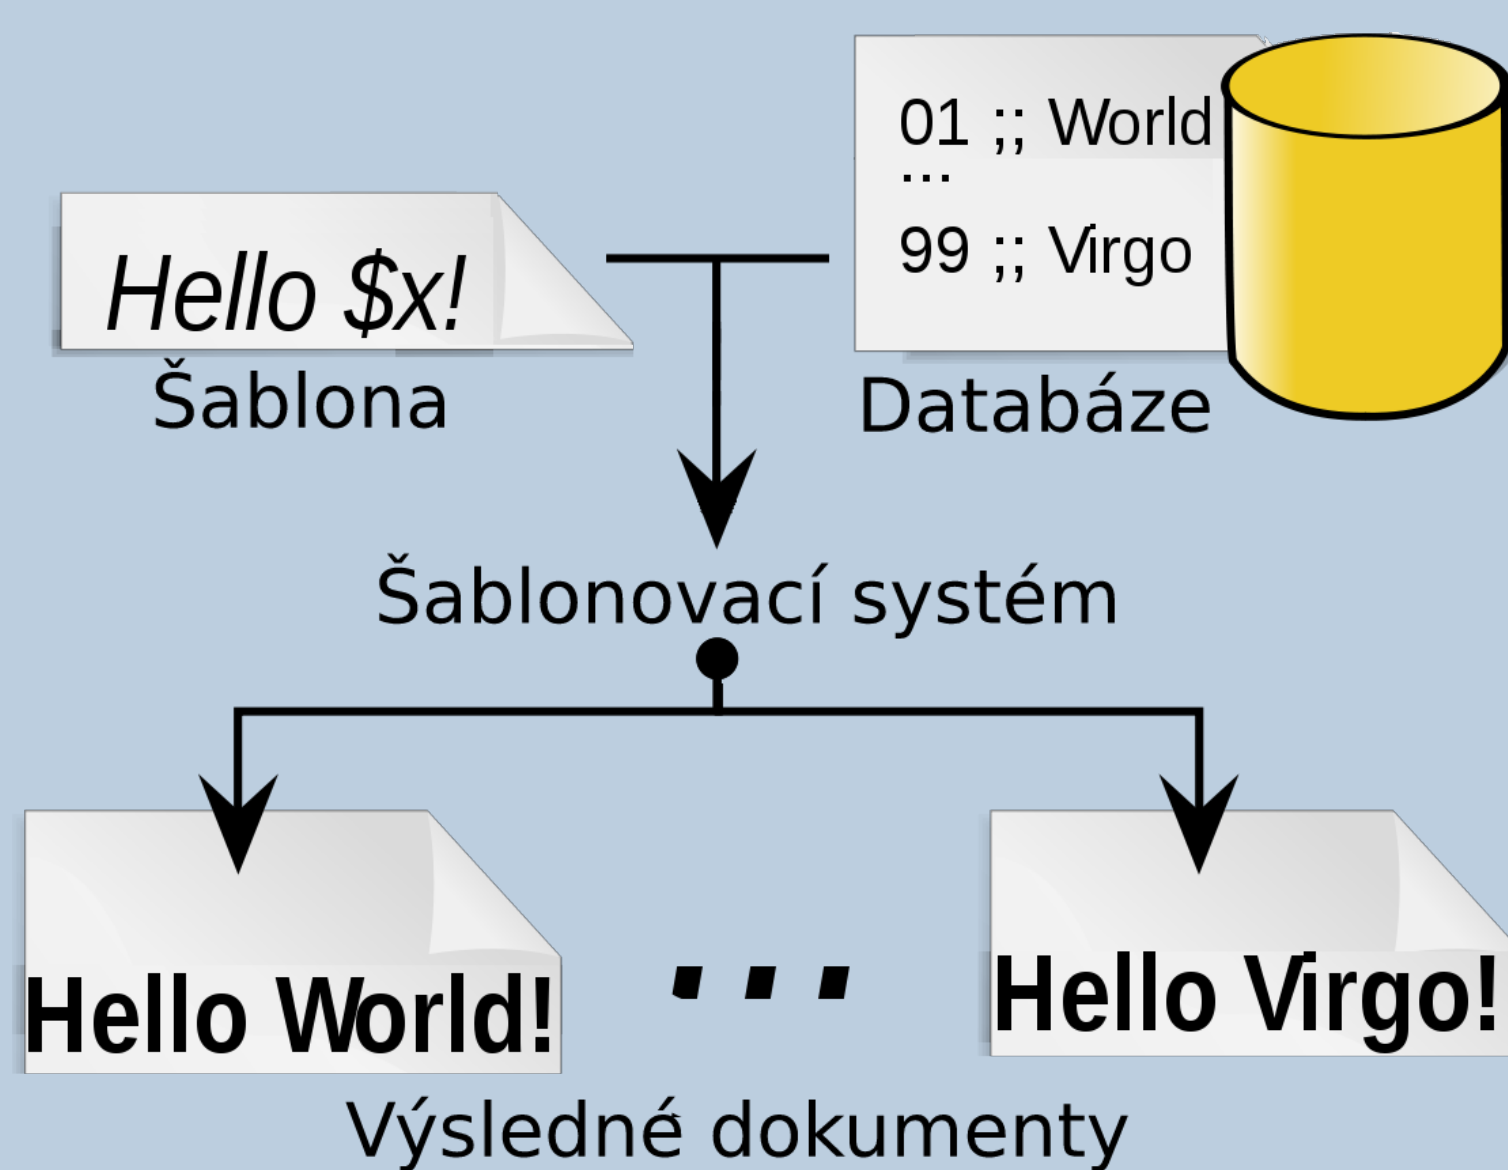 01 ;; World
...
99 ;; Virgo
Hello $x!
Šablona
Databáze
Šablonovací systém
Hello World!
...
Hello Virgo!
Výsledné dokumenty